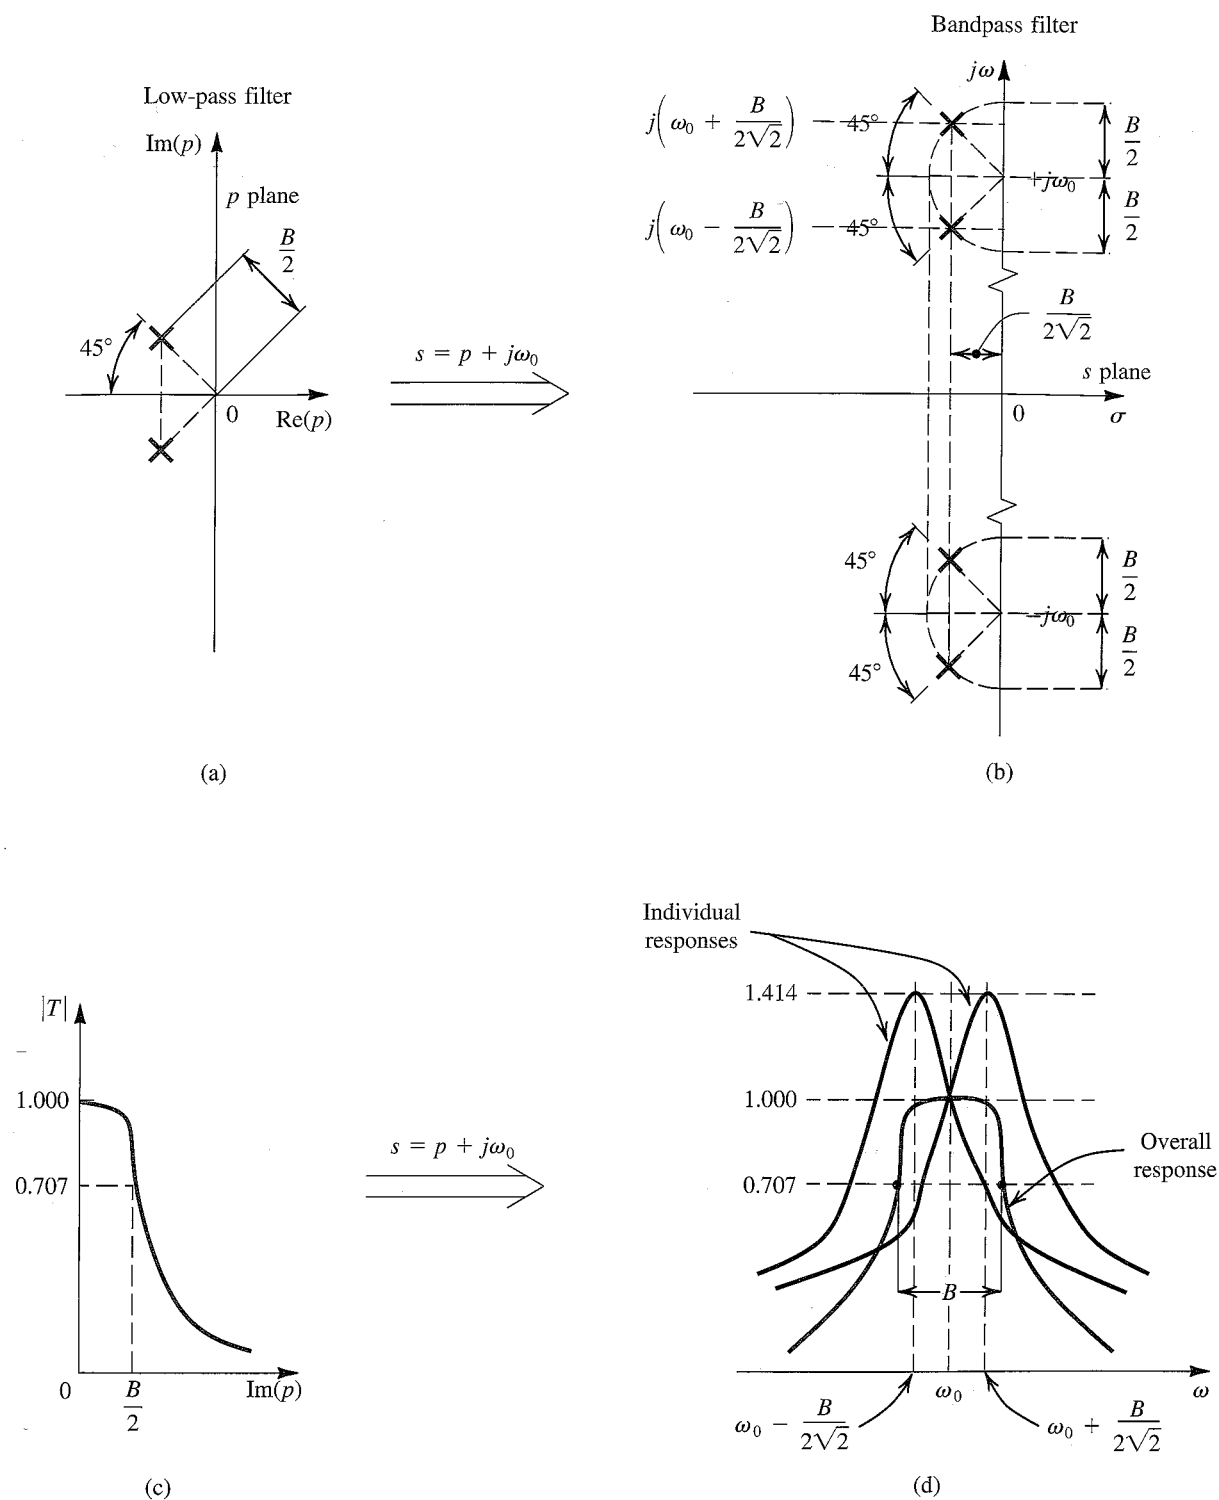 Bandpass filter
jω
Low-pass filter
Im(p)
p plane
B/2
45°
0
Re(p)
s = p + jω₀
j(ω₀ + B/(2√2))
45°
B/2
+jω₀
j(ω₀ − B/(2√2))
45°
B/2
B/(2√2)
s plane
0
σ
45°
B/2
−jω₀
45°
B/2
(a)
(b)
Individual
responses
|T|
1.000
0.707
0
B/2
Im(p)
s = p + jω₀
1.414
1.000
0.707
Overall
response
B
ω₀
ω
ω₀ − B/(2√2)
ω₀ + B/(2√2)
(c)
(d)